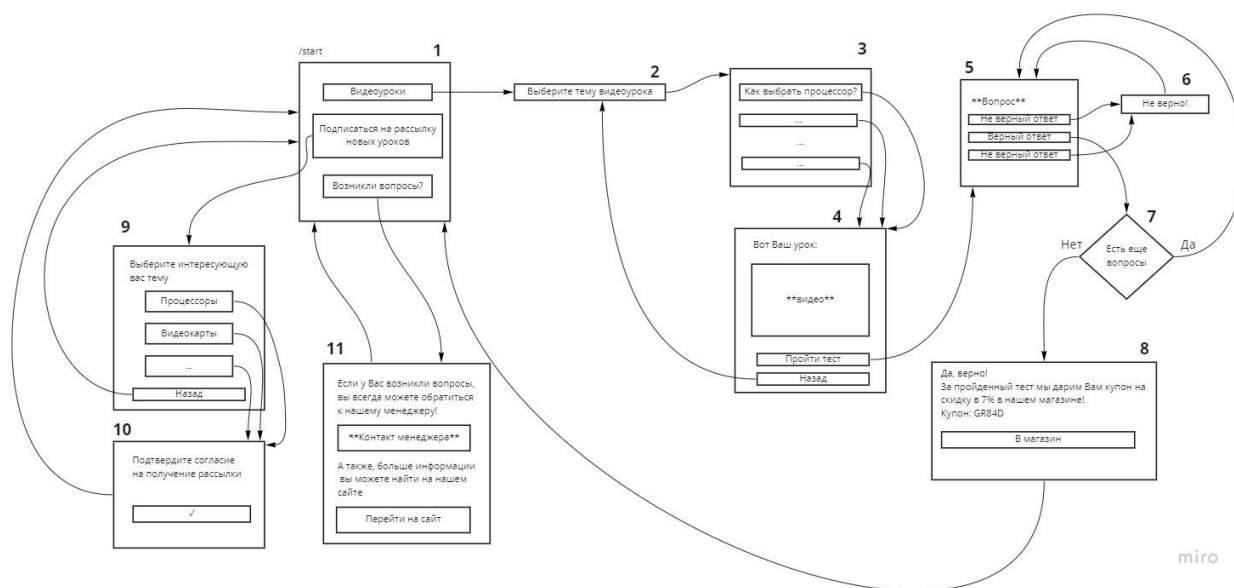 /start
1
Видеоуроки
Подписаться на рассылку
новых уроков
Возникли вопросы?
2
Выберите тему видеоурока
3
Как выбрать процессор?
...
...
...
4
Вот Ваш урок:
**видео**
Пройти тест
Назад
5
**Вопрос**
Не верный ответ
Верный ответ
Не верный ответ
6
Не верно!
7
Нет
Есть еще
вопросы
Да
8
Да, верно!
За пройденный тест мы дарим Вам купон на
скидку в 7% в нашем магазине!
Купон: GR84D
В магазин
9
Выберите интересующую
вас тему
Процессоры
Видеокарты
...
Назад
10
Подтвердите согласие
на получение рассылки
✓
11
Если у Вас возникли вопросы,
вы всегда можете обратиться
к нашему менеджеру!
**Контакт менеджера**
А также, больше информации
вы можете найти на нашем
сайте
Перейти на сайт
miro